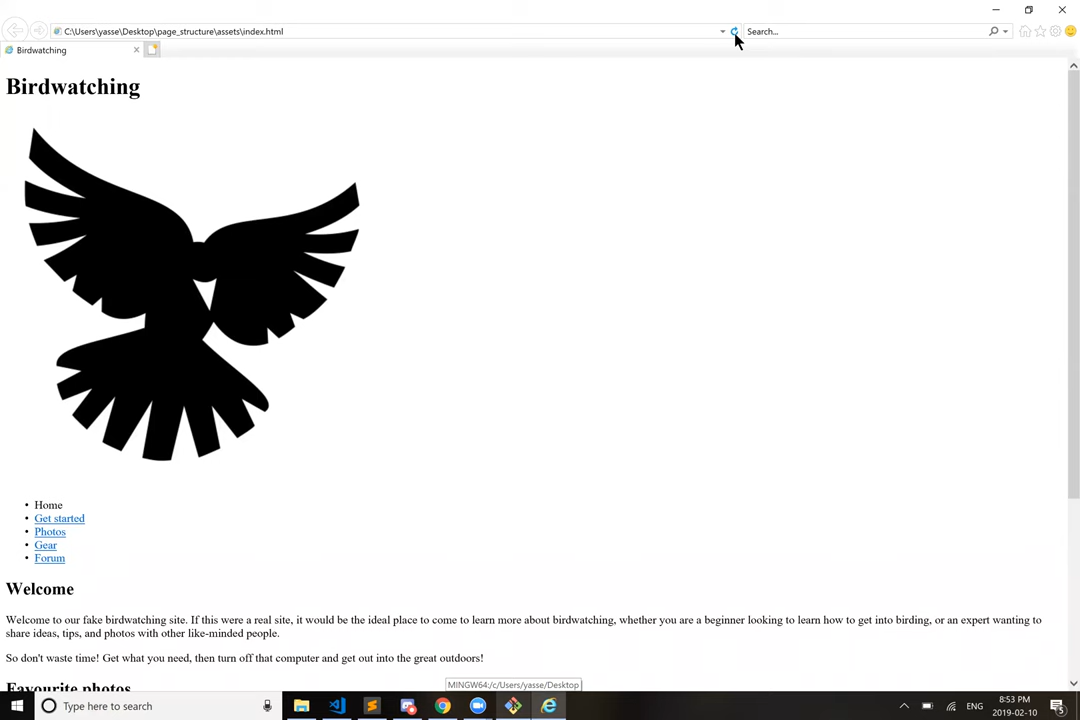 C:\Users\yasse\Desktop\page_structure\assets\index.html
Search...
Birdwatching
Birdwatching
Home
Get started
Photos
Gear
Forum
Welcome
Welcome to our fake birdwatching site. If this were a real site, it would be the ideal place to come to learn more about birdwatching, whether you are a beginner looking to learn how to get into birding, or an expert wanting to
share ideas, tips, and photos with other like-minded people.
So don't waste time! Get what you need, then turn off that computer and get out into the great outdoors!
Favourite photos
MINGW64:/c/Users/yasse/Desktop
Type here to search
ENG
8:53 PM
2019-02-10
5